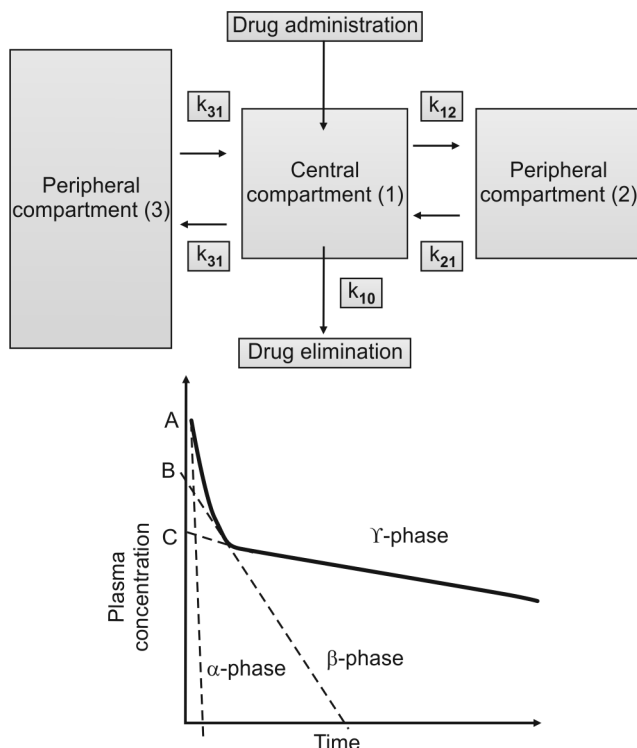 Drug administration
k31
k12
Peripheral
compartment (3)
Central
compartment (1)
Peripheral
compartment (2)
k31
k21
k10
Drug elimination
A
B
C
ϒ-phase
Plasma
concentration
α-phase
β-phase
Time